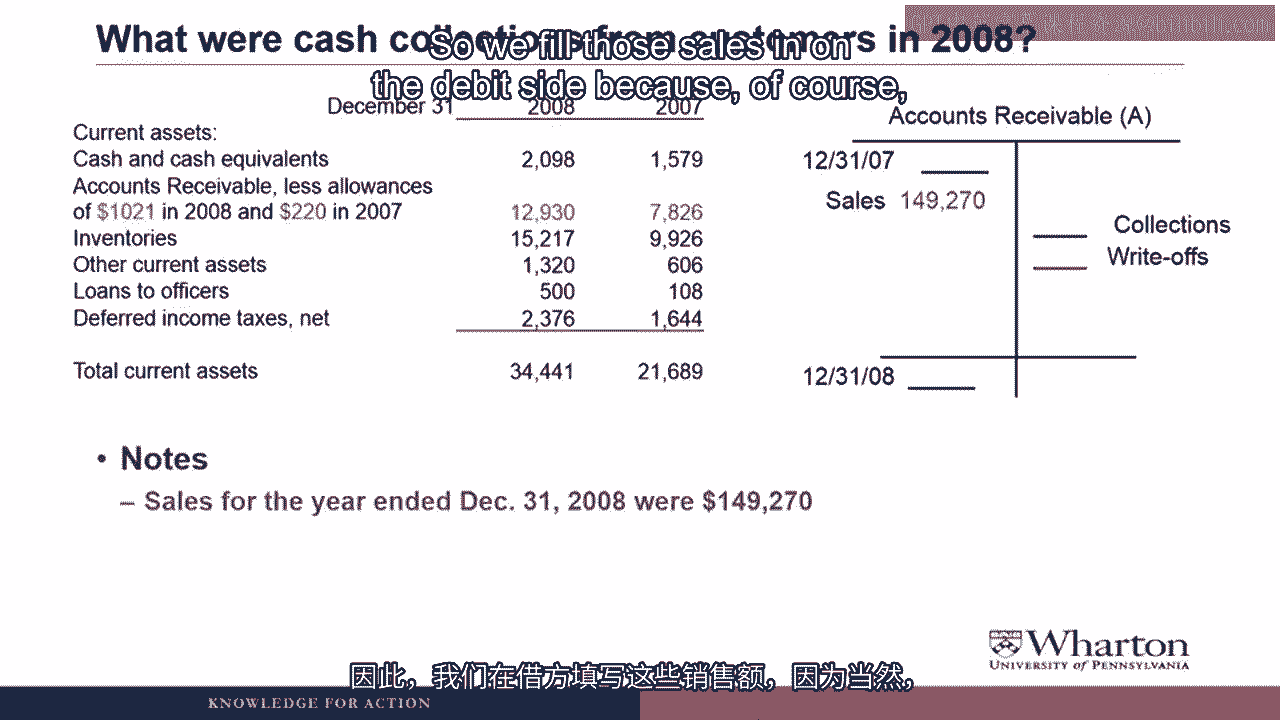 What were cash collections from customers in 2008?
So we fill those sales in on
the debit side because, of course,
December 31 2008 2007
Current assets:
Cash and cash equivalents 2,098 1,579
Accounts Receivable, less allowances
of $1021 in 2008 and $220 in 2007 12,930 7,826
Inventories 15,217 9,926
Other current assets 1,320 606
Loans to officers 500 108
Deferred income taxes, net 2,376 1,644
Total current assets 34,441 21,689
Accounts Receivable (A)
12/31/07
Sales 149,270
Collections
Write-offs
12/31/08
• Notes
– Sales for the year ended Dec. 31, 2008 were $149,270
Wharton
UNIVERSITY of PENNSYLVANIA
因此，我们在借方填写这些销售额，因为当然，
KNOWLEDGE FOR ACTION